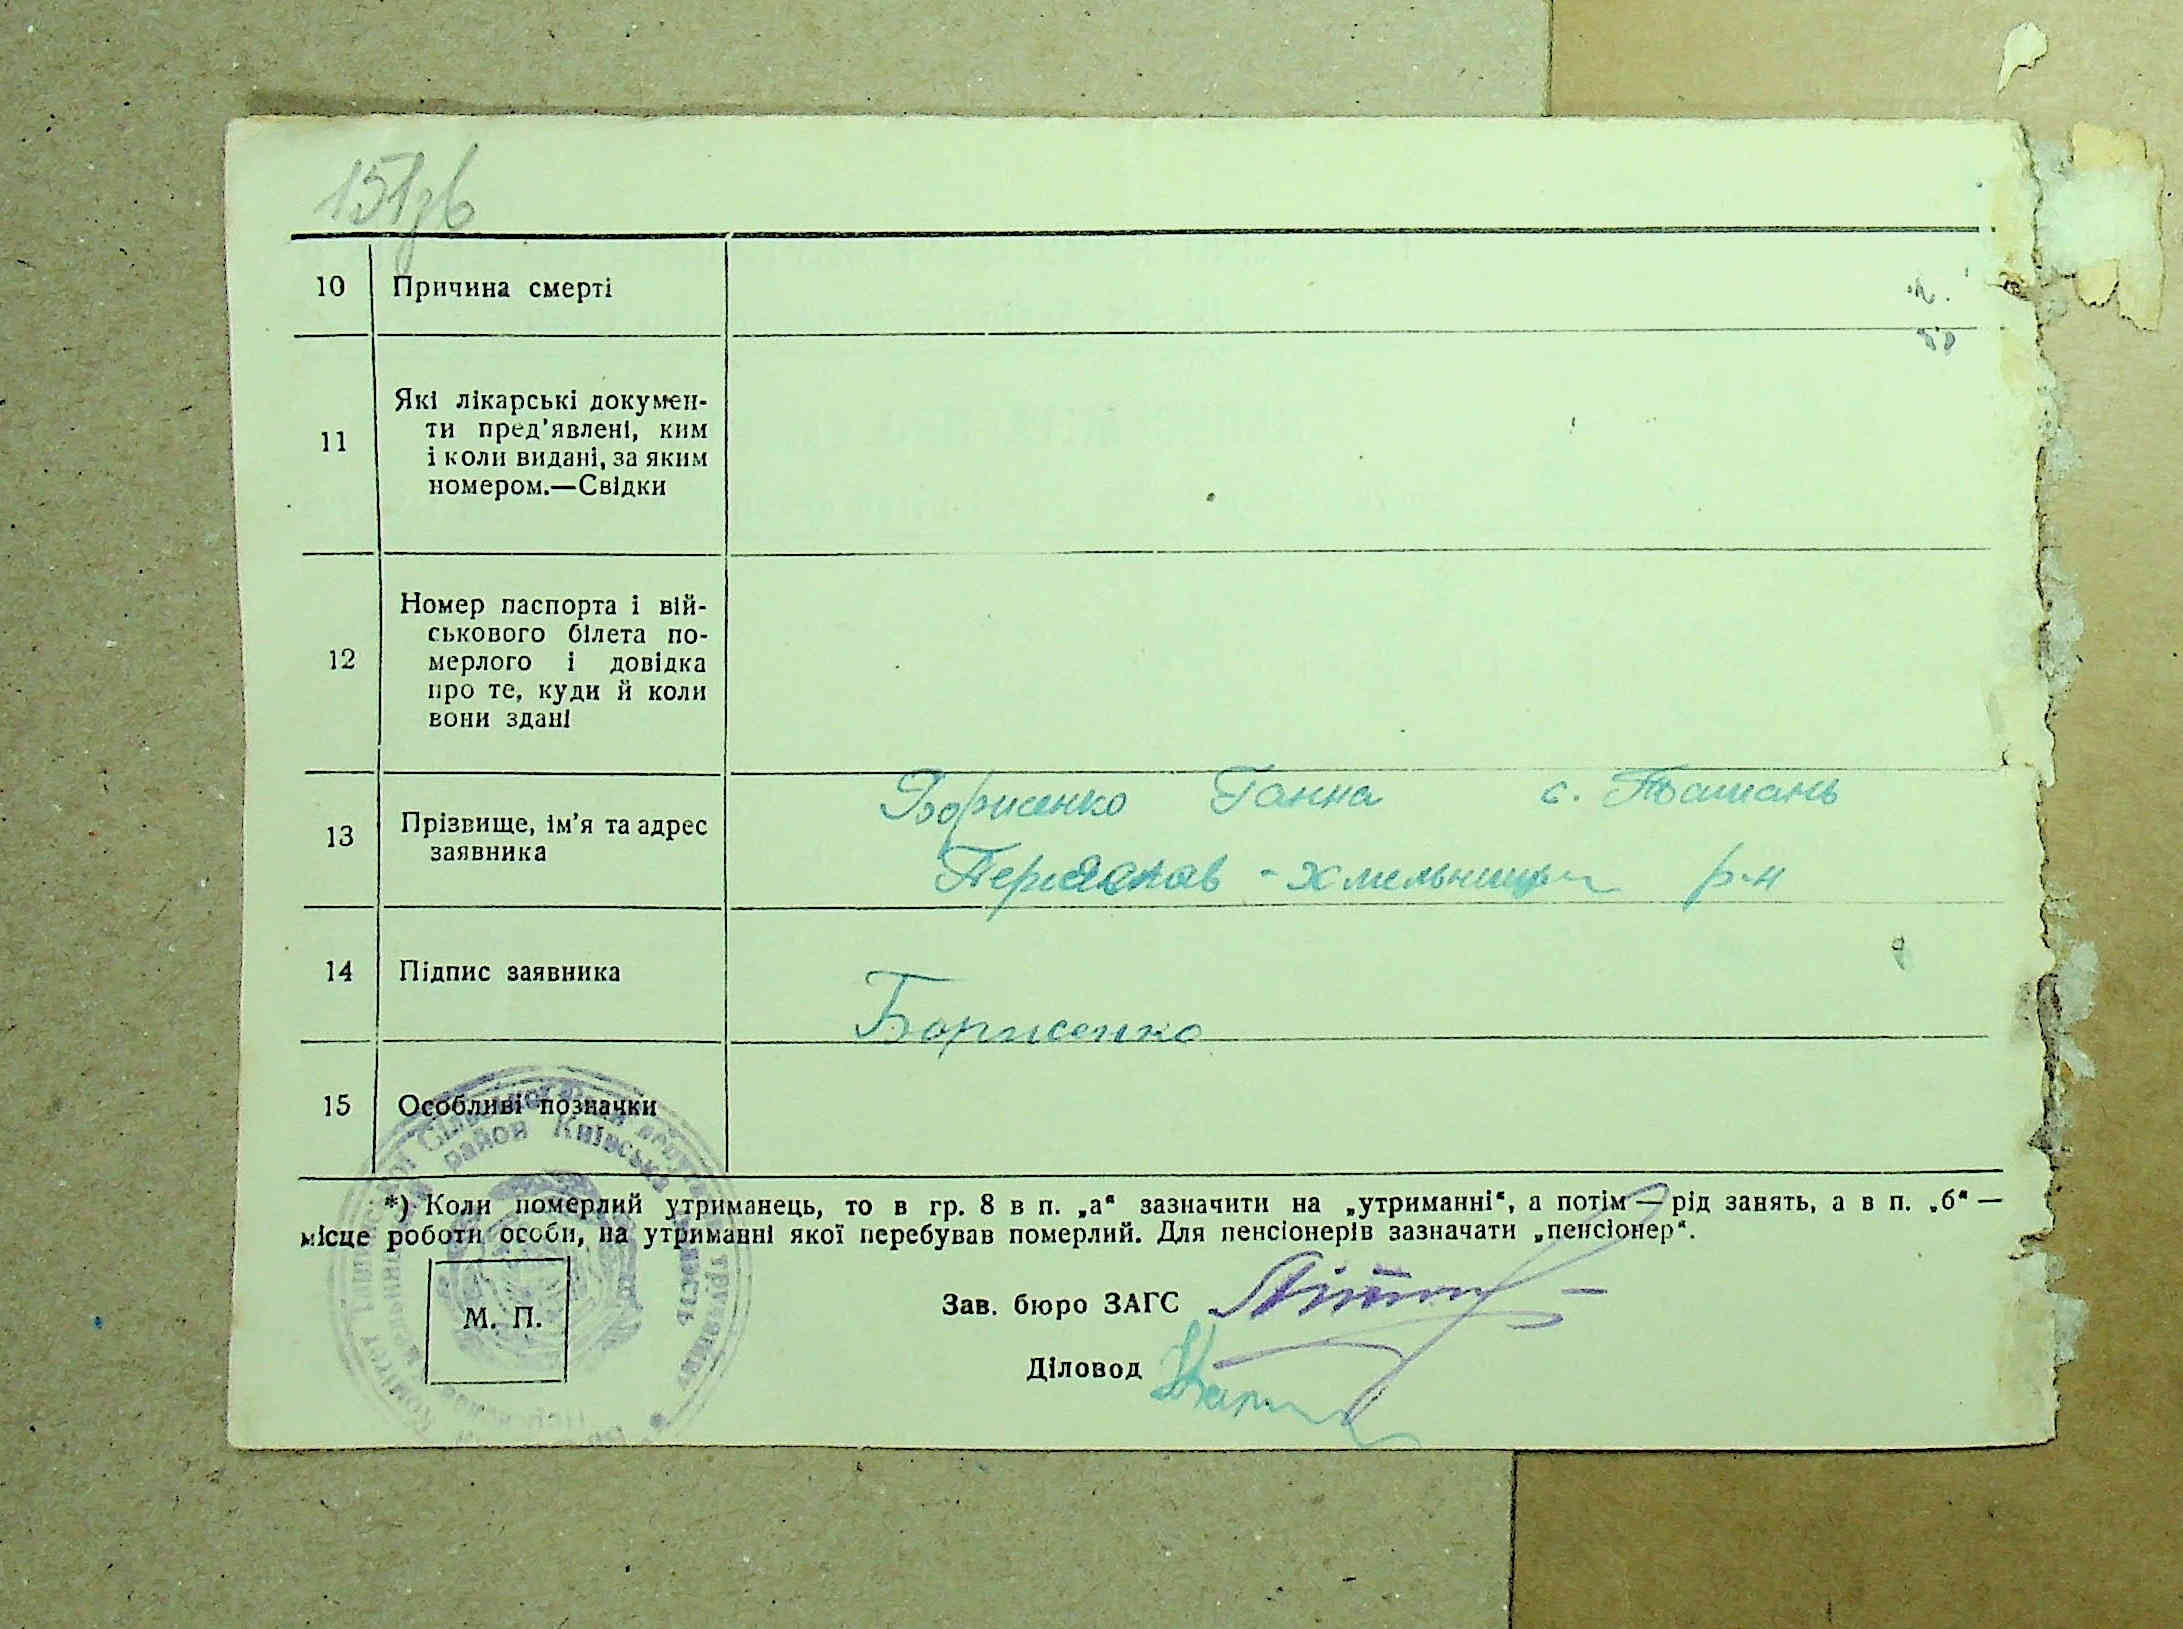 151зв
10 Причина смерті
11 Які лікарські докумен-
ти пред'явлені, ким
і коли видані, за яким
номером.—Свідки
12 Номер паспорта і вій-
ськового білета по-
мерлого і довідка
про те, куди й коли
вони здані
13 Прізвище, ім'я та адрес
заявника
Борисенко Ганна с. Ташань
Переяслав - Хмельницьк р-н
14 Підпис заявника
Борисенко
15 Особливі позначки
*) Коли померлий утриманець, то в гр. 8 в п. „а“ зазначити на „утриманні“, а потім — рід занять, а в п. „б“ —
місце роботи особи, на утриманні якої перебував померлий. Для пенсіонерів зазначати „пенсіонер“.
М. П.
Зав. бюро ЗАГС
Діловод
район Київська